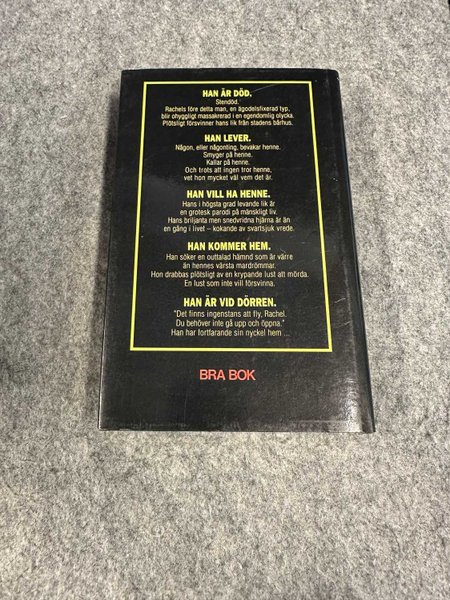 HAN ÄR DÖD.
Stendöd.
Rachels före detta man, en ägodelsfixerad typ,
blir ohyggligt massakrerad i en egendomlig olycka.
Plötsligt försvinner hans lik från stadens bårhus.
HAN LEVER.
Någon, eller någonting, bevakar henne.
Smyger på henne.
Kallar på henne.
Och trots att ingen tror henne,
vet hon mycket väl vem det är.
HAN VILL HA HENNE.
Hans i högsta grad levande lik är
en grotesk parodi på mänskligt liv.
Hans briljanta men snedvridna hjärna är än
en gång i livet – kokande av svartsjuk vrede.
HAN KOMMER HEM.
Han söker en outtalad hämnd som är värre
än hennes värsta mardrömmar.
Hon drabbas plötsligt av en krypande lust att mörda.
En lust som inte vill försvinna.
HAN ÄR VID DÖRREN.
"Det finns ingenstans att fly, Rachel.
Du behöver inte gå upp och öppna."
Han har fortfarande sin nyckel hem ...
BRA BOK